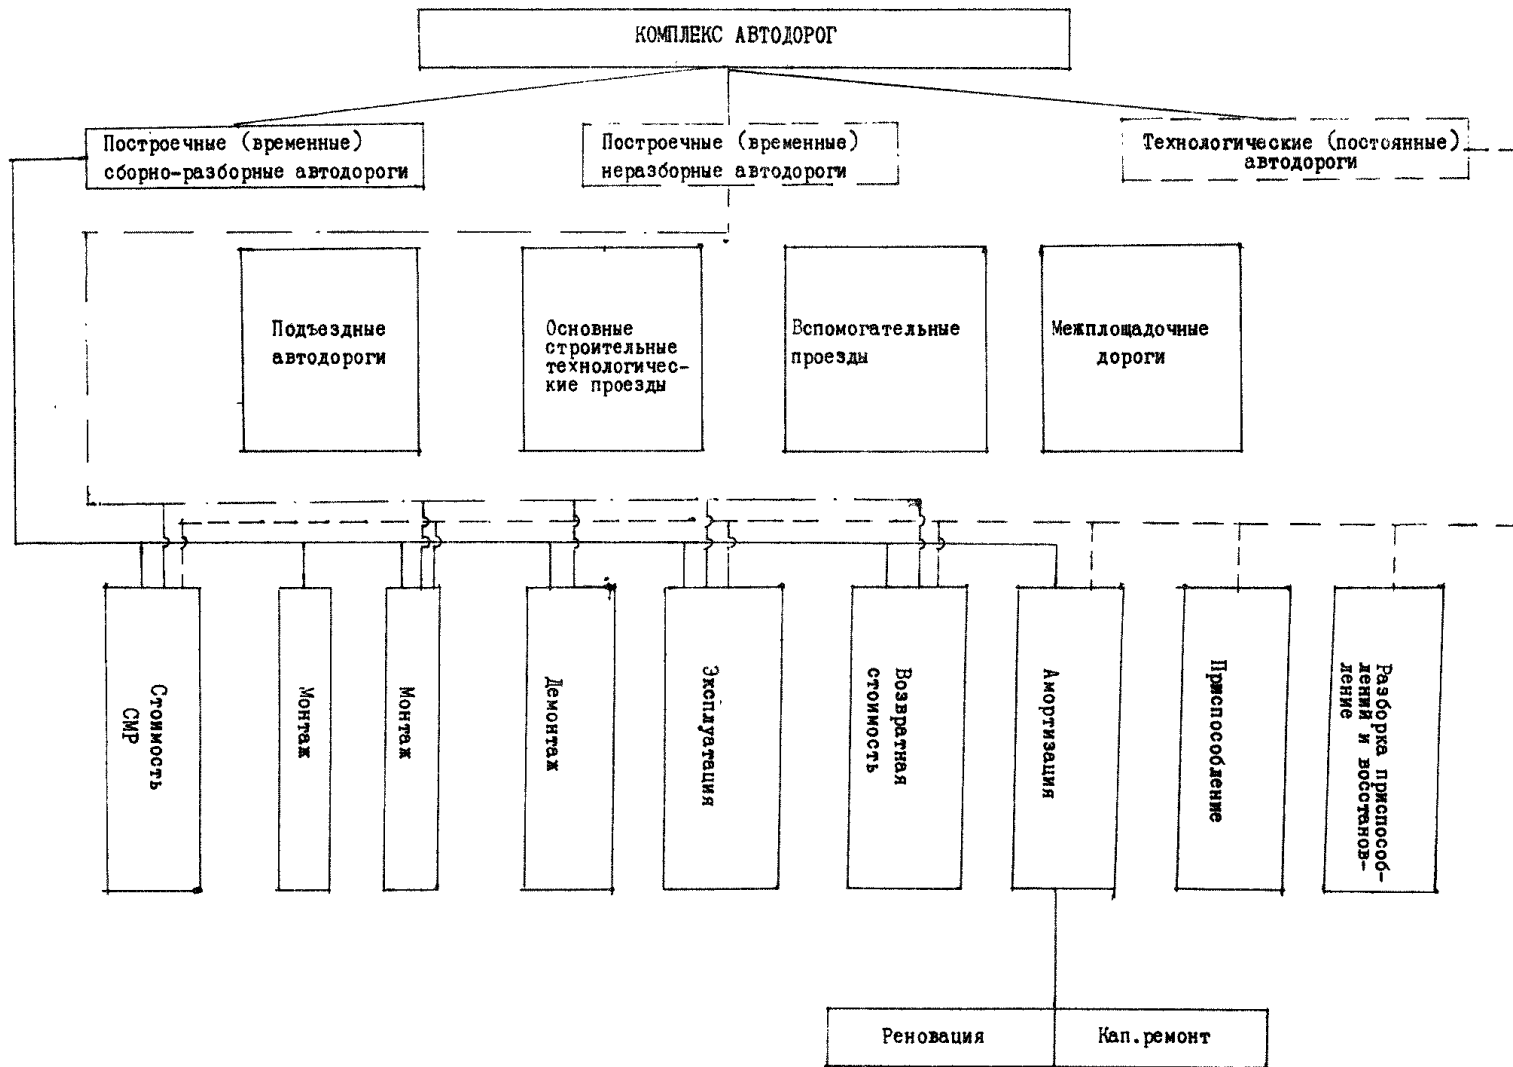 КОМПЛЕКС АВТОДОРОГ
Построечные (временные)
сборно-разборные автодороги
Построечные (временные)
неразборные автодороги
Технологические (постоянные)
автодороги
Подъездные
автодороги
Основные
строительные
технологичес-
кие проезды
Вспомогательные
проезды
Межплощадочные
дороги
Стоимость
СМР
Монтаж
Монтаж
Демонтаж
Эксплуатация
Возвратная
стоимость
Амортизация
Приспособление
Разборка приспособ-
лений и восстанов-
ление
Реновация
Кап.ремонт